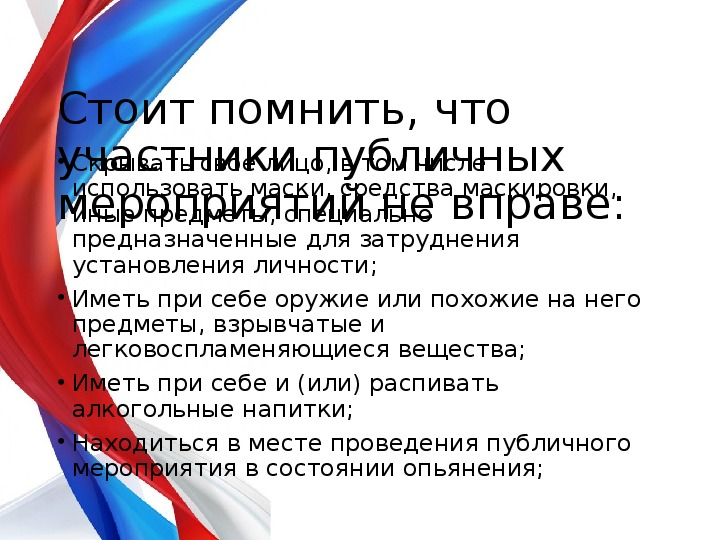 Стоит помнить, что
участники публичных
мероприятий не вправе:
• Скрывать свое лицо, в том числе
использовать маски, средства маскировки,
иные предметы, специально
предназначенные для затруднения
установления личности;
• Иметь при себе оружие или похожие на него
предметы, взрывчатые и
легковоспламеняющиеся вещества;
• Иметь при себе и (или) распивать
алкогольные напитки;
• Находиться в месте проведения публичного
мероприятия в состоянии опьянения;